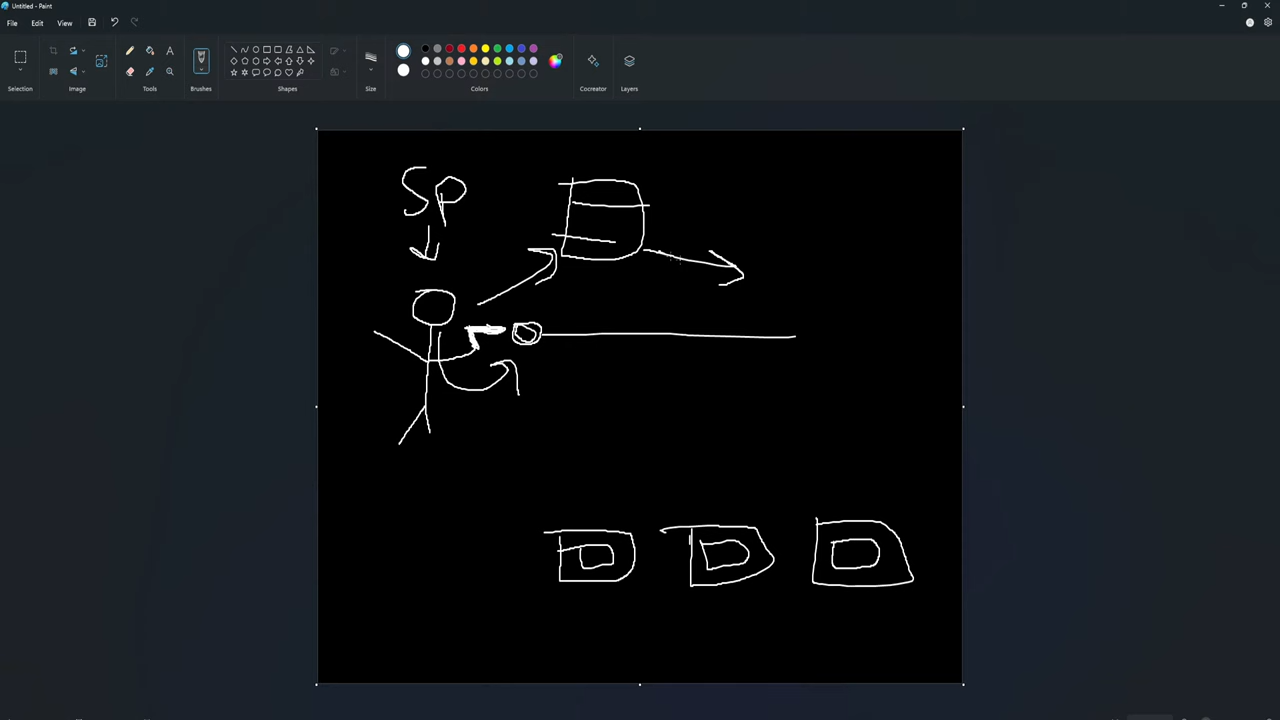 Untitled - Paint
File Edit View
Selection Image Tools Brushes Shapes Size Colors Cocreator Layers
SP